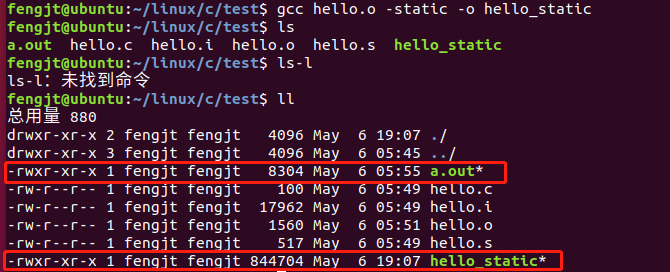 fengjt@ubuntu:~/linux/c/test$ gcc hello.o -static -o hello_static
fengjt@ubuntu:~/linux/c/test$ ls
a.out  hello.c  hello.i  hello.o  hello.s  hello_static
fengjt@ubuntu:~/linux/c/test$ ls-l
ls-l：未找到命令
fengjt@ubuntu:~/linux/c/test$ ll
总用量 880
drwxr-xr-x 2 fengjt fengjt   4096 May  6 19:07 ./
drwxr-xr-x 3 fengjt fengjt   4096 May  6 05:45 ../
-rwxr-xr-x 1 fengjt fengjt   8304 May  6 05:55 a.out*
-rw-r--r-- 1 fengjt fengjt    100 May  6 05:49 hello.c
-rw-r--r-- 1 fengjt fengjt  17962 May  6 05:49 hello.i
-rw-r--r-- 1 fengjt fengjt   1560 May  6 05:51 hello.o
-rw-r--r-- 1 fengjt fengjt    517 May  6 05:49 hello.s
-rwxr-xr-x 1 fengjt fengjt 844704 May  6 19:07 hello_static*